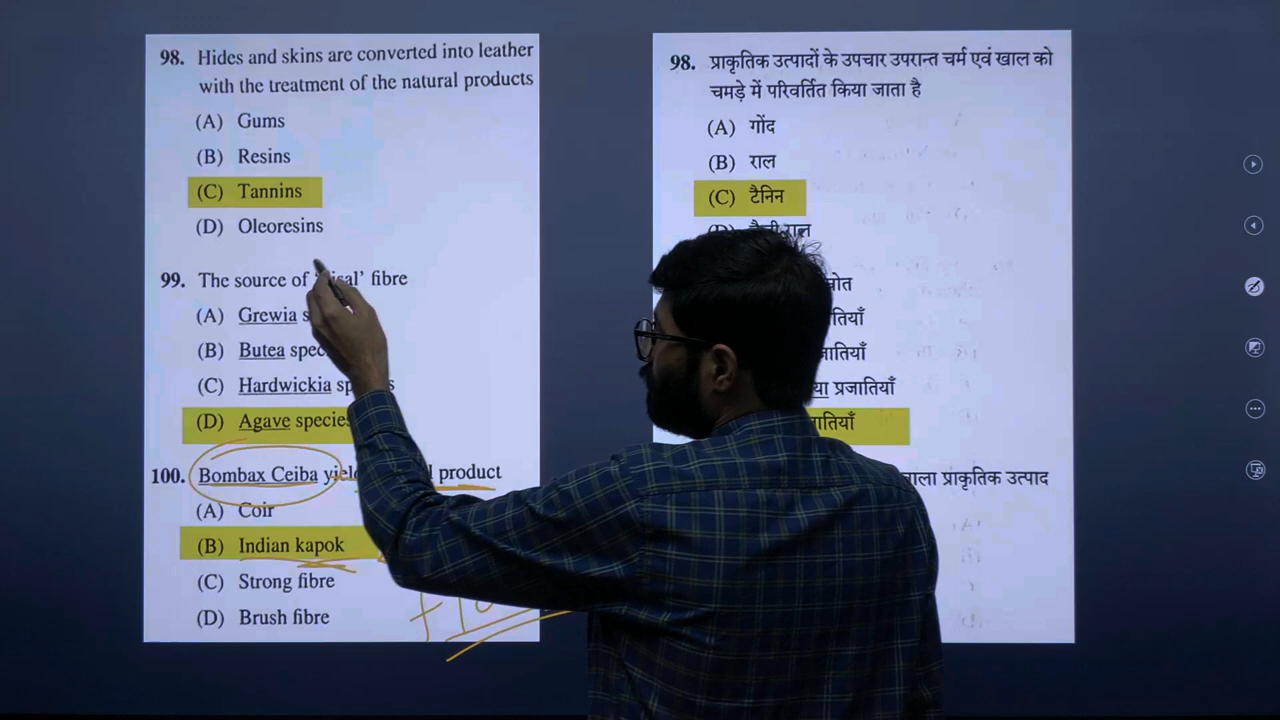 98. Hides and skins are converted into leather
with the treatment of the natural products
(A) Gums
(B) Resins
(C) Tannins
(D) Oleoresins
99. The source of fibre
(A) Grewia
(B) Butea
(C) Hardwickia
(D) Agave species
100. Bombax Ceiba product
(A) Coir
(B) Indian kapok
(C) Strong fibre
(D) Brush fibre
98. प्राकृतिक उत्पादों के उपचार उपरान्त चर्म एवं खाल को
चमड़े में परिवर्तित किया जाता है
(A) गोंद
(B) राल
(C) टैनिन
(D) राल
प्रजातियाँ
प्राकृतिक उत्पाद